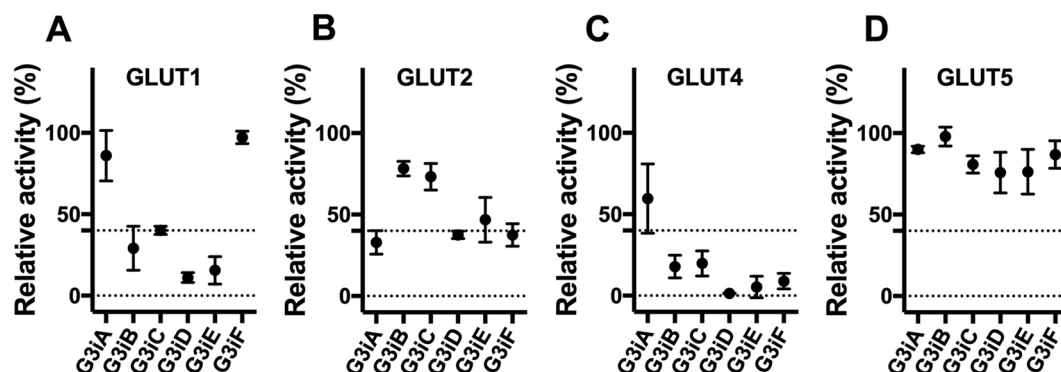 A
GLUT1
Relative activity (%)
100
50
0
G3iA
G3iB
G3iC
G3iD
G3iE
G3iF
B
GLUT2
Relative activity (%)
100
50
0
G3iA
G3iB
G3iC
G3iD
G3iE
G3iF
C
GLUT4
Relative activity (%)
100
50
0
G3iA
G3iB
G3iC
G3iD
G3iE
G3iF
D
GLUT5
Relative activity (%)
100
50
0
G3iA
G3iB
G3iC
G3iD
G3iE
G3iF